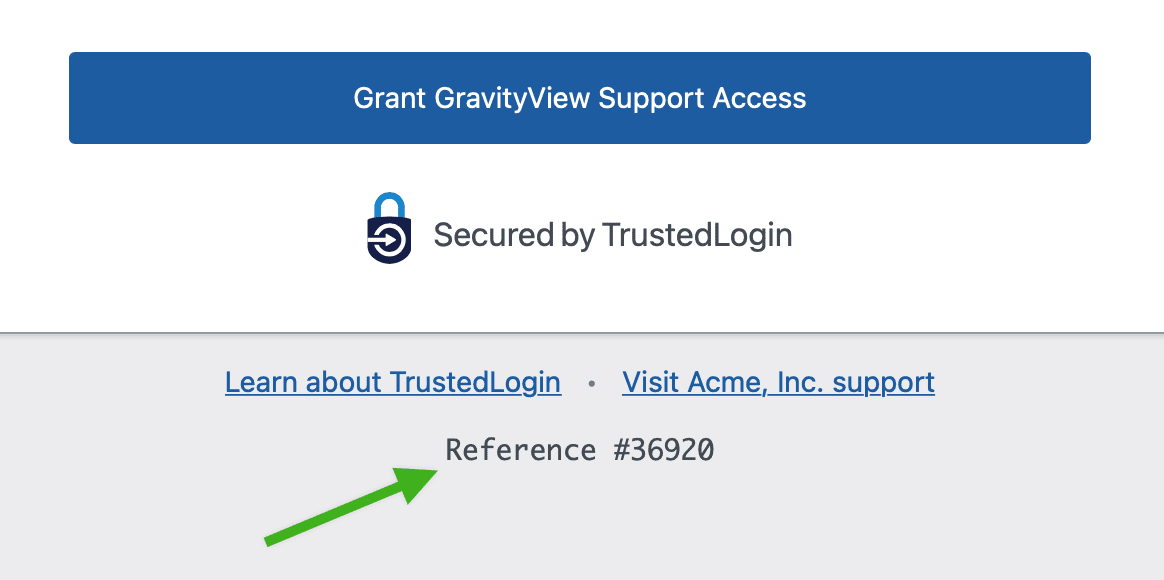 Grant GravityView Support Access
Secured by TrustedLogin
Learn about TrustedLogin • Visit Acme, Inc. support
Reference #36920